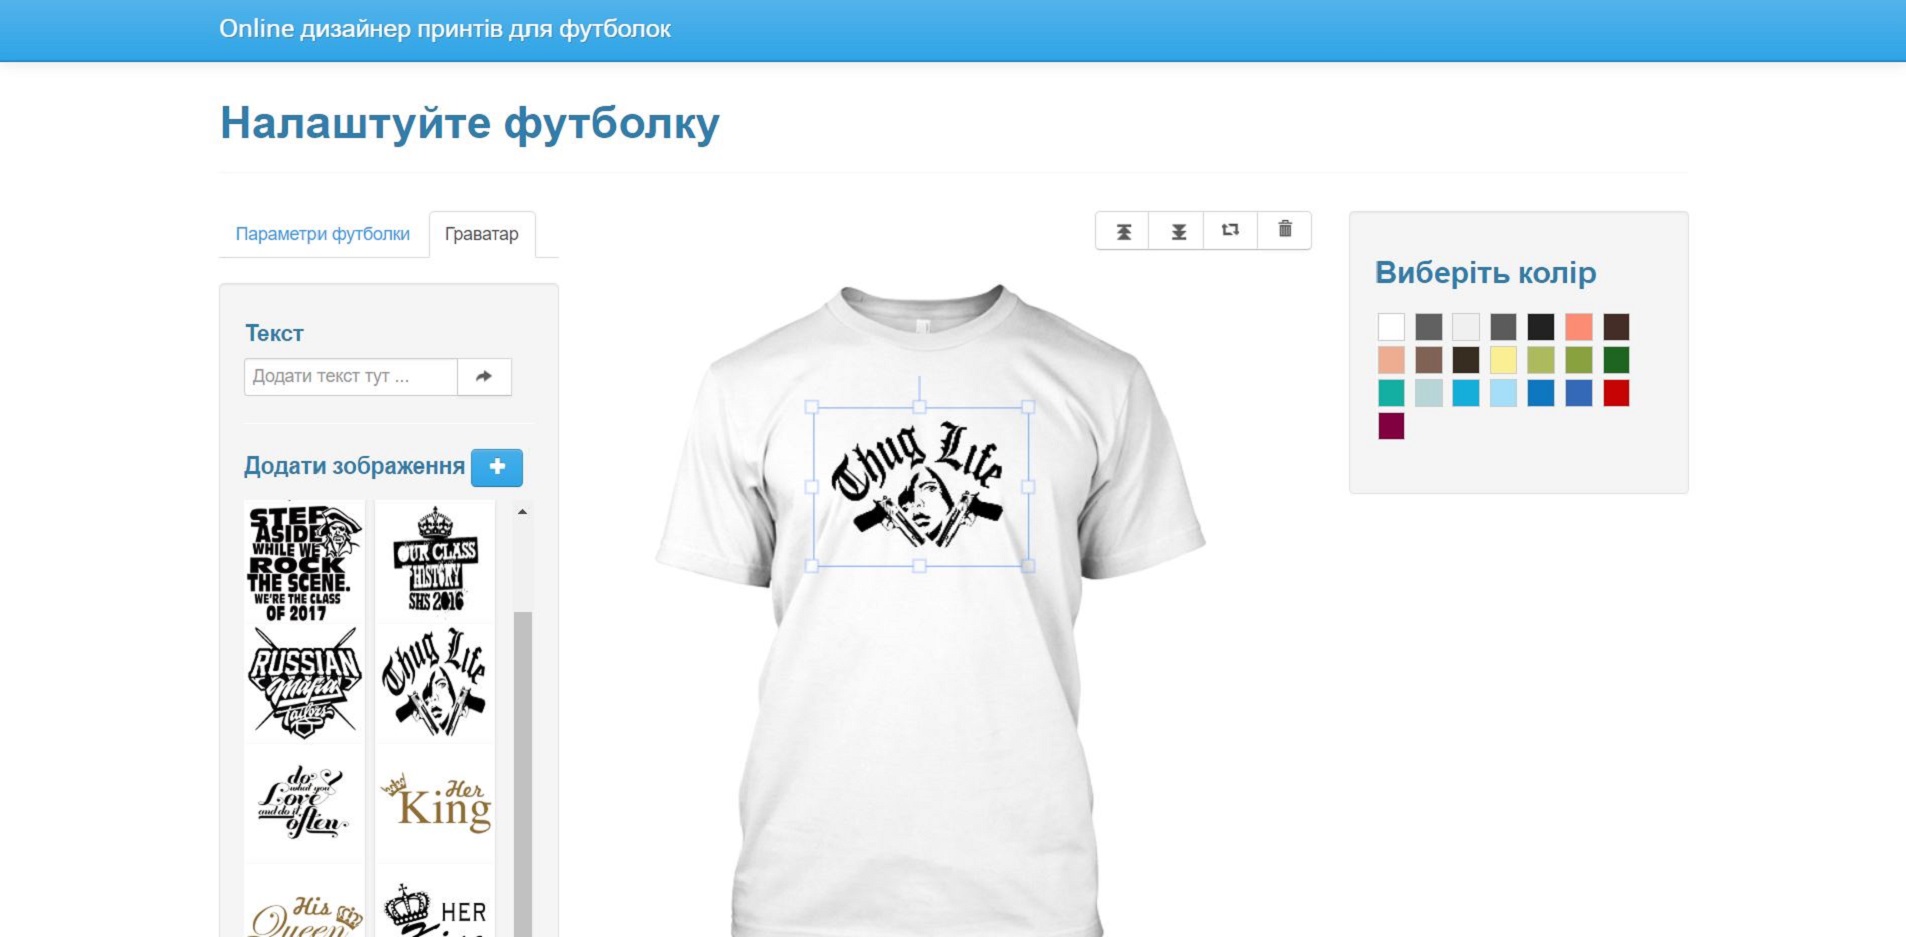 Online дизайнер принтів для футболок
Налаштуйте футболку
Параметри футболки
Граватар
Текст
Додати текст тут ...
Додати зображення
STEP
ASIDE
WHILE WE
ROCK
THE SCENE.
WE'RE THE CLASS
OF 2017
OUR CLASS
HISTORY
SHS 2016
RUSSIAN
Mafia
tailors
Thug Life
do
what you
Love
and do it
often
Her
King
His
Queen
HER
Thug Life
Виберіть колір